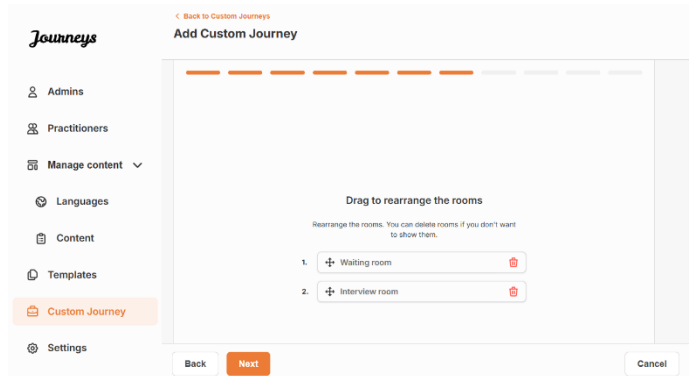 Journeys
Admins
Practitioners
Manage content
Languages
Content
Templates
Custom Journey
Settings
Back to Custom Journeys
Add Custom Journey
Drag to rearrange the rooms
Rearrange the rooms. You can delete rooms if you don't want
to show them.
1. Waiting room
2. Interview room
Back Next Cancel